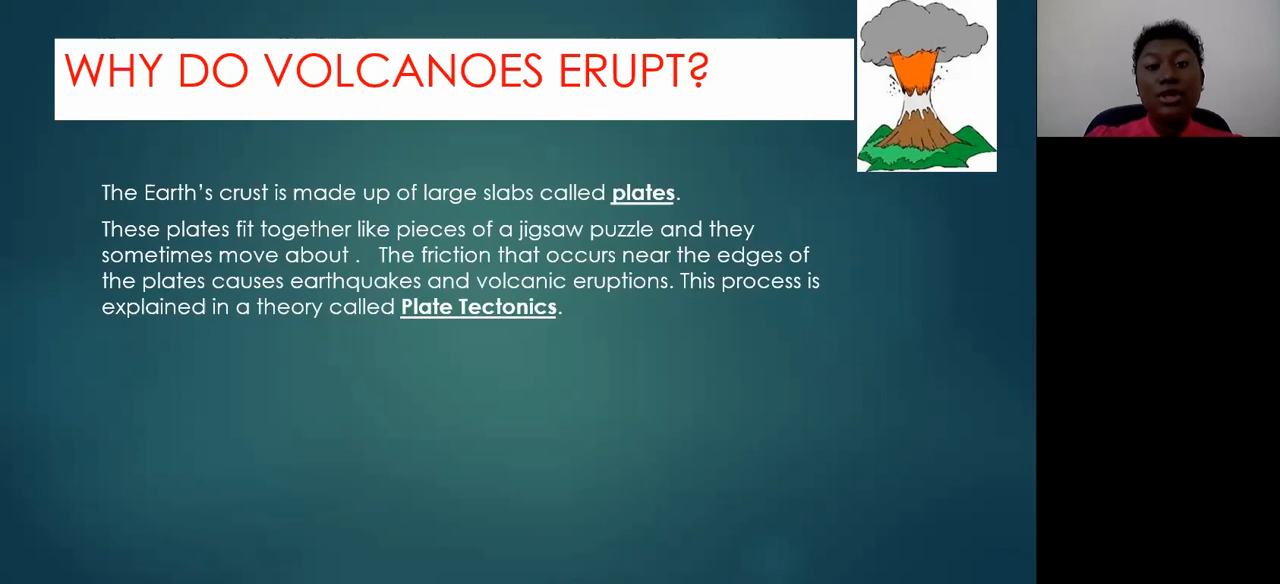 WHY DO VOLCANOES ERUPT?
The Earth's crust is made up of large slabs called plates.
These plates fit together like pieces of a jigsaw puzzle and they
sometimes move about .   The friction that occurs near the edges of
the plates causes earthquakes and volcanic eruptions. This process is
explained in a theory called Plate Tectonics.